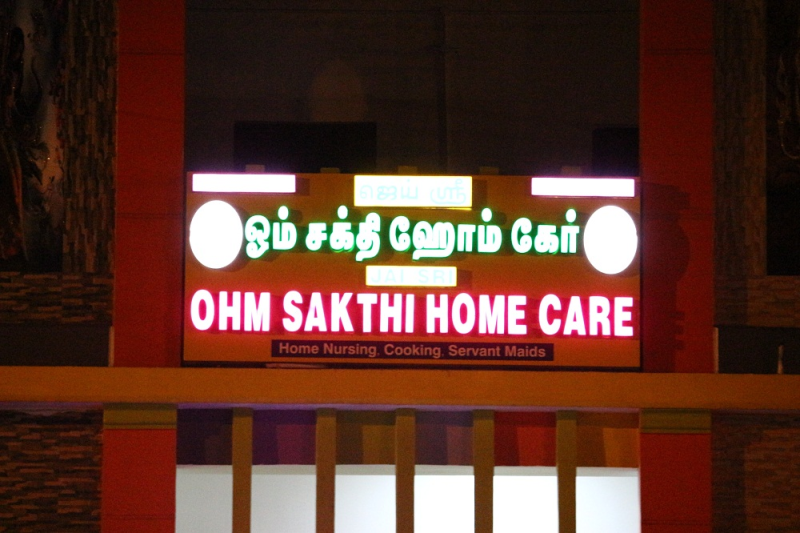 ஜெய் ஸ்ரீ
ஓம் சக்தி ஹோம் கேர்
JAI SRI
OHM SAKTHI HOME CARE
Home Nursing, Cooking, Servant Maids